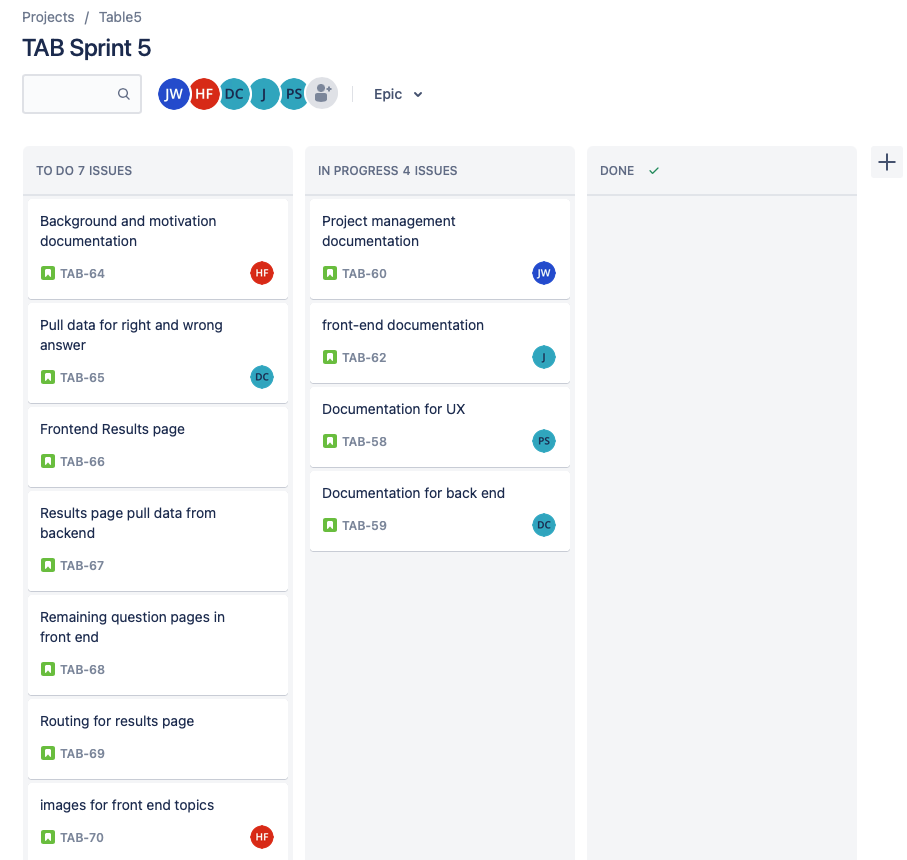 Projects / Table5
TAB Sprint 5
JW HF DC J PS
Epic
TO DO 7 ISSUES
Background and motivation
documentation
TAB-64
HF
Pull data for right and wrong
answer
TAB-65
DC
Frontend Results page
TAB-66
Results page pull data from
backend
TAB-67
Remaining question pages in
front end
TAB-68
Routing for results page
TAB-69
images for front end topics
TAB-70
HF
IN PROGRESS 4 ISSUES
Project management
documentation
TAB-60
JW
front-end documentation
TAB-62
J
Documentation for UX
TAB-58
PS
Documentation for back end
TAB-59
DC
DONE